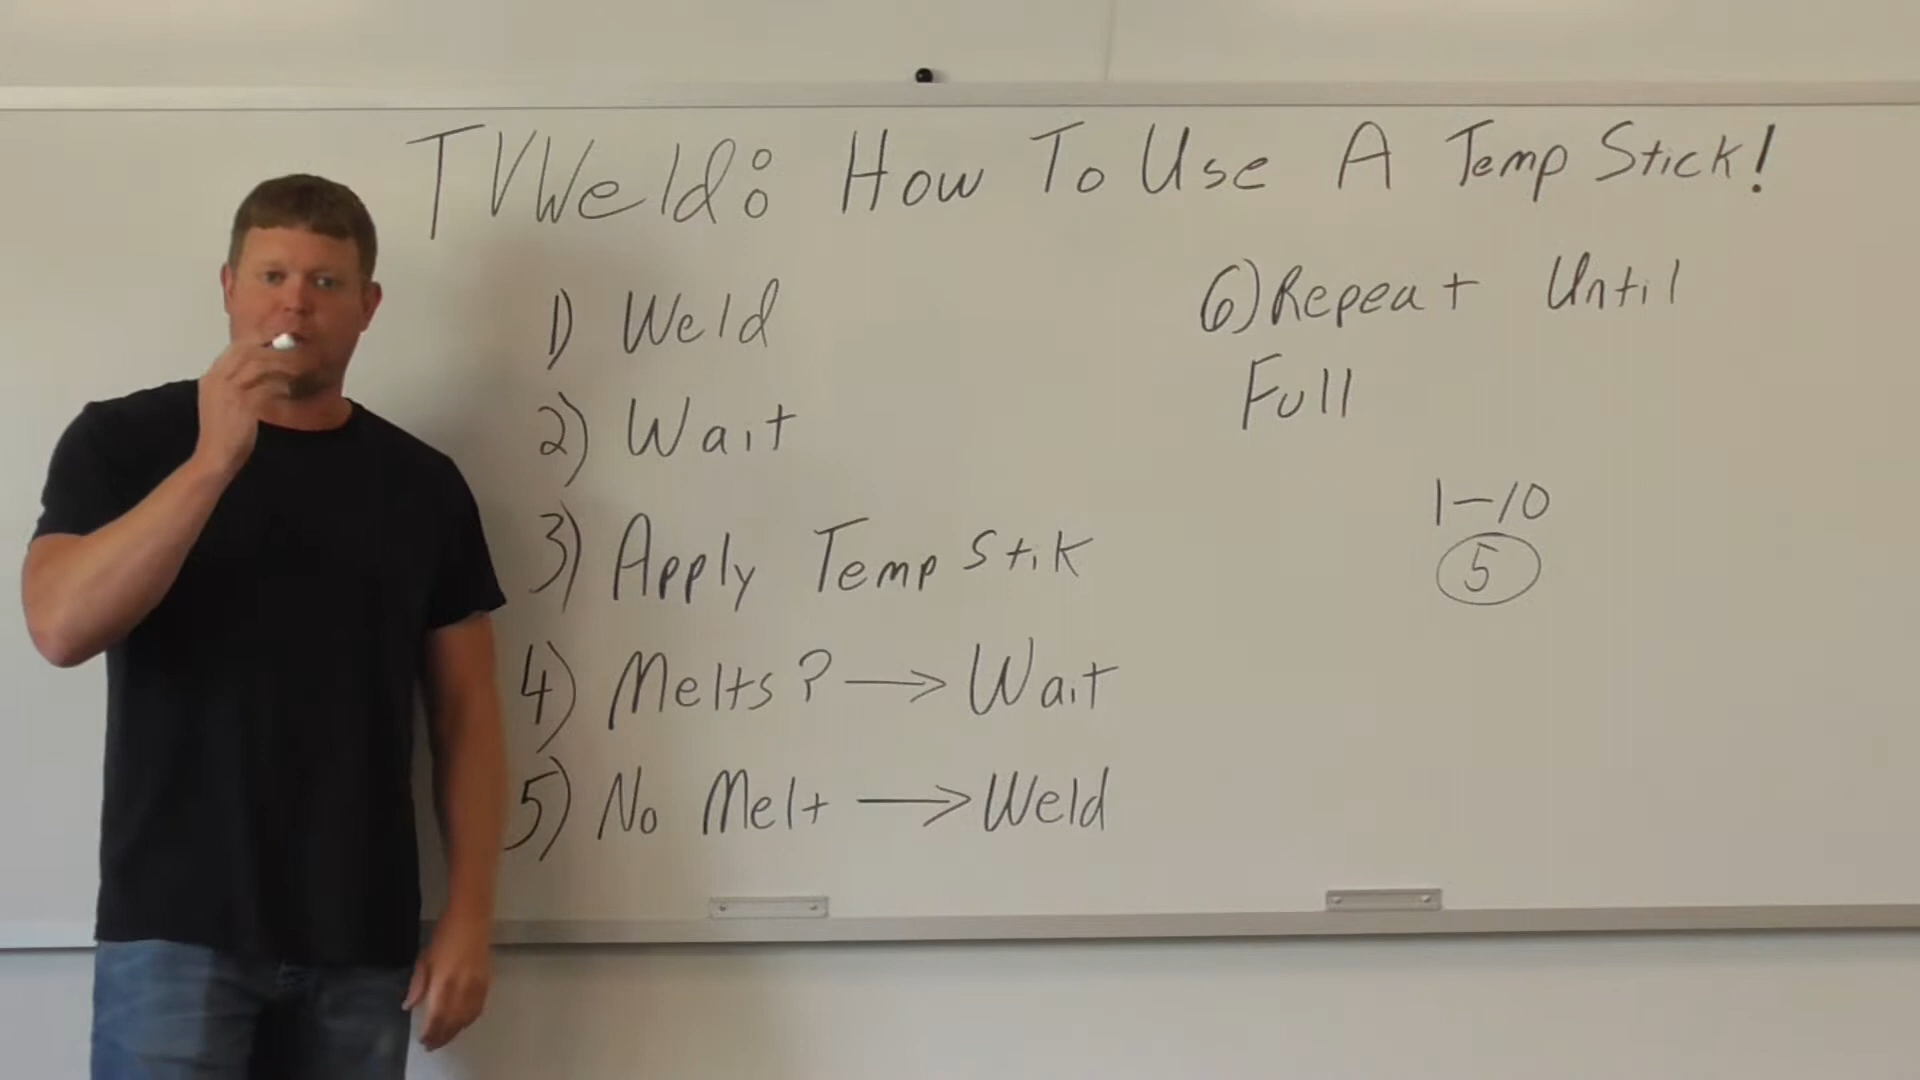 TVWeld: How To Use A Temp Stick!
1) Weld
2) Wait
3) Apply Temp Stik
4) Melts? → Wait
5) No Melt → Weld
6) Repeat Until
Full
1-10
5